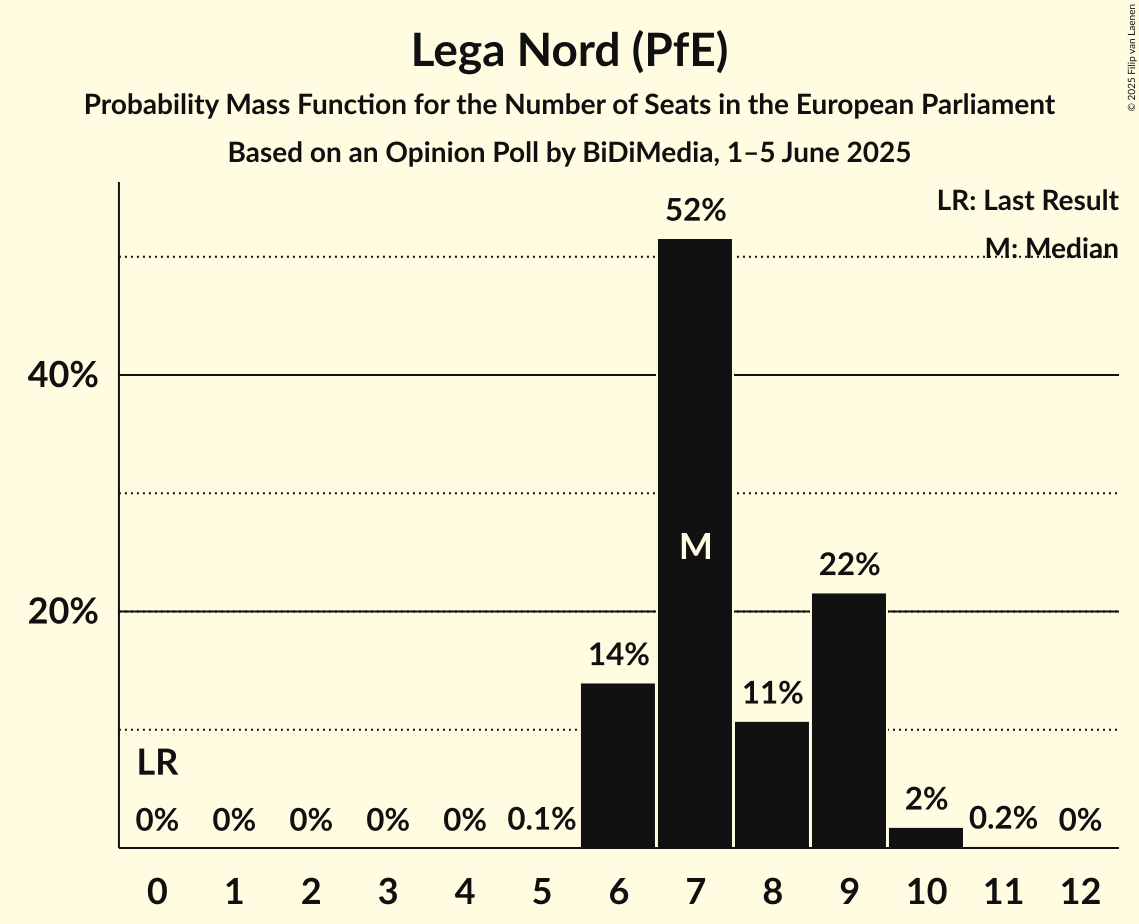 Lega Nord (PfE)
Probability Mass Function for the Number of Seats in the European Parliament
Based on an Opinion Poll by BiDiMedia, 1–5 June 2025
© 2025 Filip van Laenen
LR: Last Result
M: Median
52%
40%
M
22%
20%
14%
11%
LR
2%
0% 0% 0% 0% 0% 0.1% 0.2% 0%
0 1 2 3 4 5 6 7 8 9 10 11 12